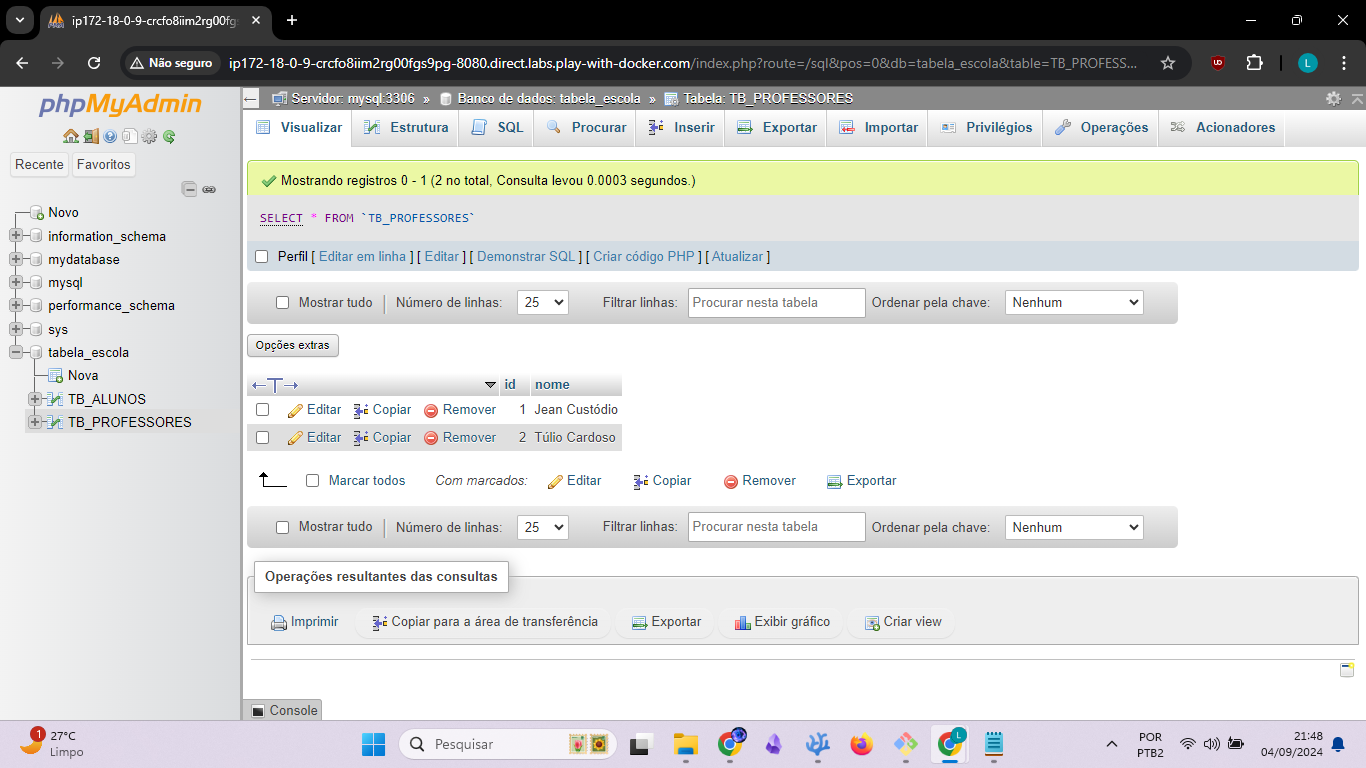 ip172-18-0-9-crcfo8iim2rg00fgs
Não seguro ip172-18-0-9-crcfo8iim2rg00fgs9pg-8080.direct.labs.play-with-docker.com/index.php?route=/sql&pos=0&db=tabela_escola&table=TB_PROFESS... L
phpMyAdmin
Recente Favoritos
Novo
information_schema
mydatabase
mysql
performance_schema
sys
tabela_escola
Nova
TB_ALUNOS
TB_PROFESSORES
Servidor: mysql:3306 » Banco de dados: tabela_escola » Tabela: TB_PROFESSORES
Visualizar Estrutura SQL Procurar Inserir Exportar Importar Privilégios Operações Acionadores
Mostrando registros 0 - 1 (2 no total, Consulta levou 0.0003 segundos.)
SELECT * FROM `TB_PROFESSORES`
Perfil [ Editar em linha ] [ Editar ] [ Demonstrar SQL ] [ Criar código PHP ] [ Atualizar ]
Mostrar tudo Número de linhas: 25 Filtrar linhas: Procurar nesta tabela Ordenar pela chave: Nenhum
Opções extras
←T→ id nome
Editar Copiar Remover 1 Jean Custódio
Editar Copiar Remover 2 Túlio Cardoso
Marcar todos Com marcados: Editar Copiar Remover Exportar
Mostrar tudo Número de linhas: 25 Filtrar linhas: Procurar nesta tabela Ordenar pela chave: Nenhum
Operações resultantes das consultas
Imprimir Copiar para a área de transferência Exportar Exibir gráfico Criar view
Console
1 27°C
Limpo
Pesquisar
L
POR
PTB2
21:48
04/09/2024